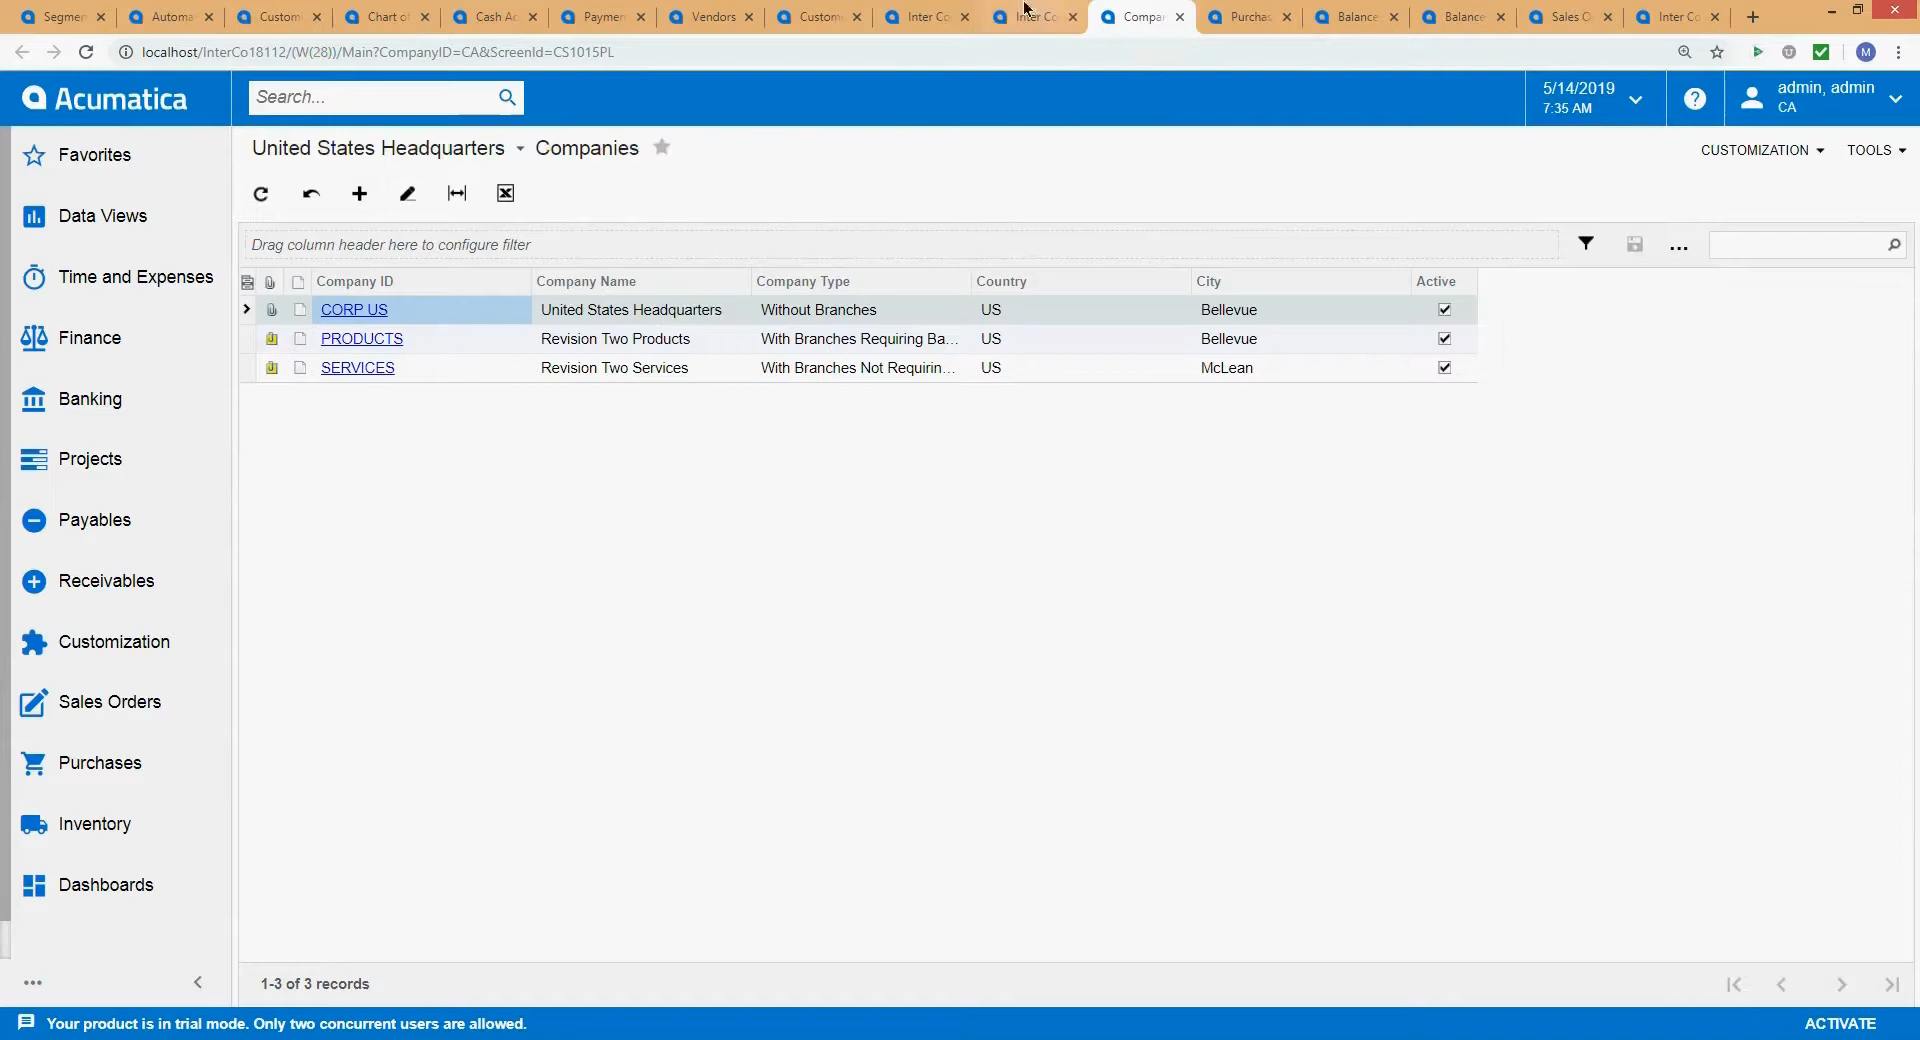 Segmen
Automa
Custom
Chart of
Cash Ac
Paymen
Vendors
Custom
Inter Co
Inter Co
Compan
Purchas
Balance
Balance
Sales O
Inter Co
localhost/InterCo18112/(W(28))/Main?CompanyID=CA&ScreenId=CS1015PL
M
Acumatica
Search...
5/14/2019
7:35 AM
?
admin, admin
CA
Favorites
Data Views
Time and Expenses
Finance
Banking
Projects
Payables
Receivables
Customization
Sales Orders
Purchases
Inventory
Dashboards
United States Headquarters Companies
CUSTOMIZATION TOOLS
Drag column header here to configure filter
Company ID Company Name Company Type Country City Active
CORP US United States Headquarters Without Branches US Bellevue
PRODUCTS Revision Two Products With Branches Requiring Ba... US Bellevue
SERVICES Revision Two Services With Branches Not Requirin... US McLean
1-3 of 3 records
Your product is in trial mode. Only two concurrent users are allowed.
ACTIVATE